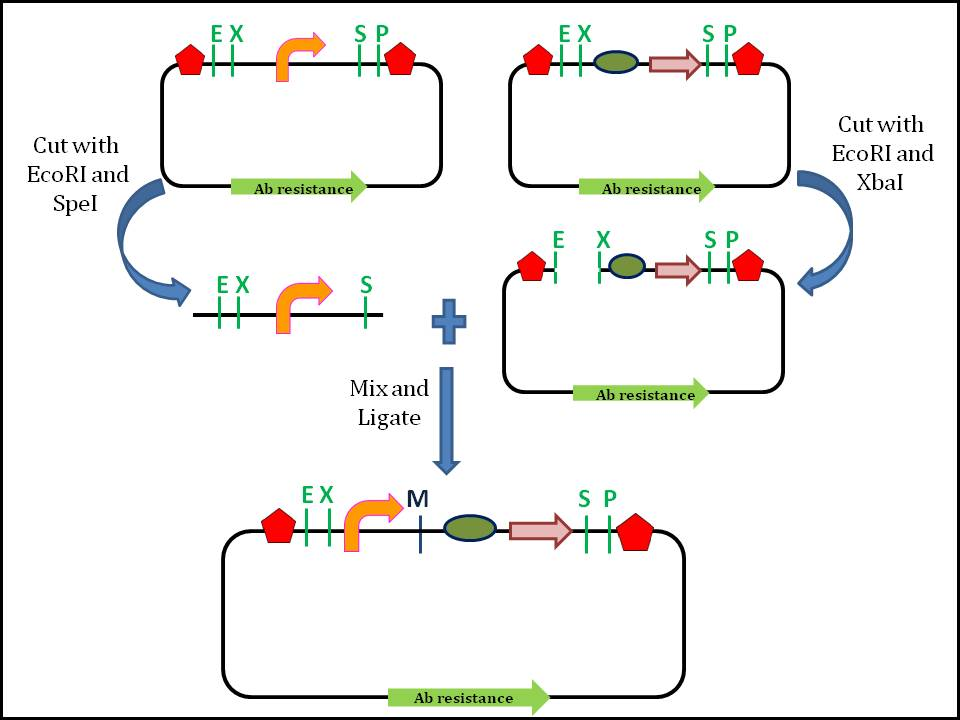 E X S P
E X S P
Cut with
EcoRI and
SpeI
Cut with
EcoRI and
XbaI
Ab resistance
Ab resistance
E X S P
E X S
Ab resistance
Mix and
Ligate
E X M S P
Ab resistance